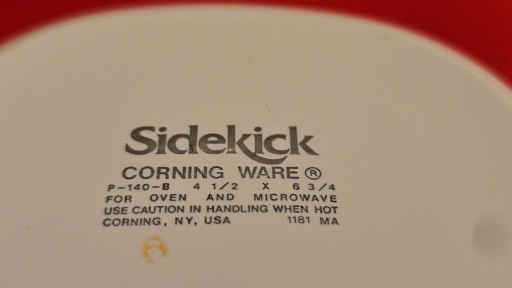 Sidekick
CORNING WARE ®
P-140-B 4 1/2 X 6 3/4
FOR OVEN AND MICROWAVE
USE CAUTION IN HANDLING WHEN HOT
CORNING, NY, USA 1181 MA